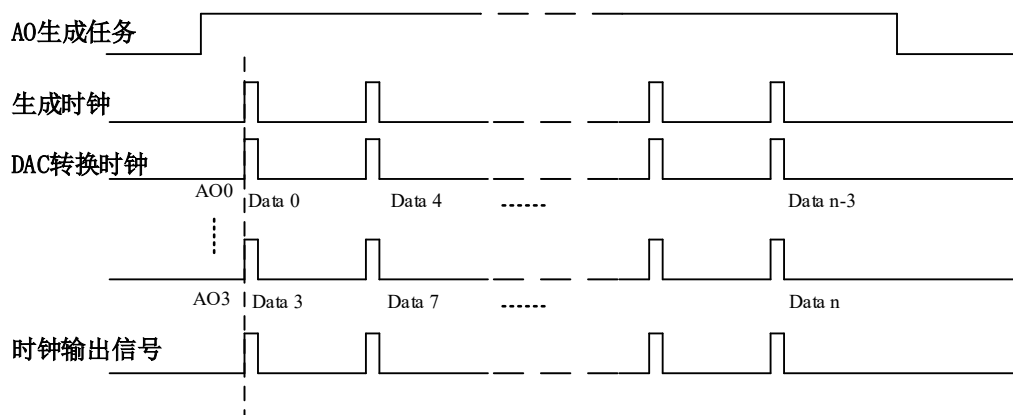 AO生成任务
生成时钟
DAC转换时钟
AO0 Data 0 Data 4 ...... Data n-3
AO3 Data 3 Data 7 ...... Data n
时钟输出信号